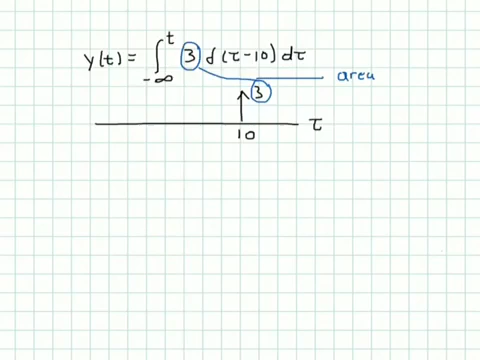 y(t) = ∫_{-∞}^{t} 3 δ(τ-10) dτ
area
3
10 τ